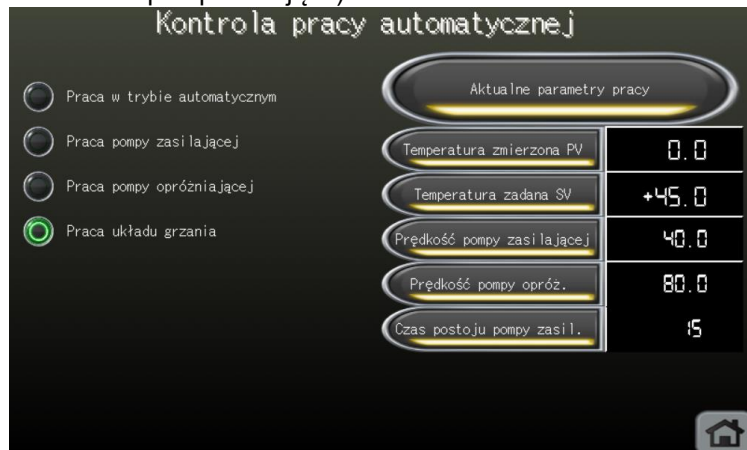 Kontrola pracy automatycznej
Praca w trybie automatycznym
Praca pompy zasilającej
Praca pompy opróżniającej
Praca układu grzania
Aktualne parametry pracy
Temperatura zmierzona PV 0.0
Temperatura zadana SV +45.0
Prędkość pompy zasilającej 40.0
Prędkość pompy opróż. 80.0
Czas postoju pompy zasil. 15